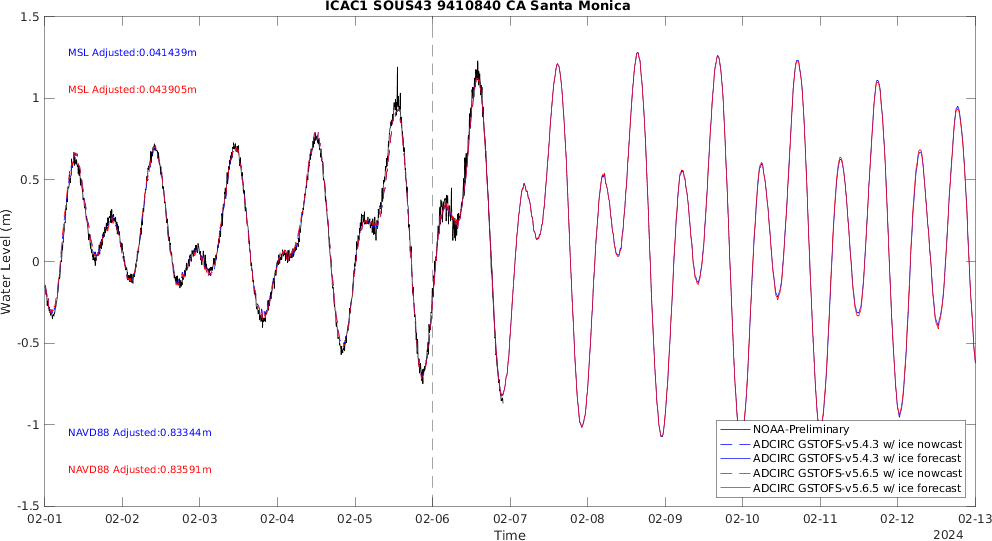 ICAC1 SOUS43 9410840 CA Santa Monica
1.5
1
0.5
0
-0.5
-1
-1.5
Water Level (m)
MSL Adjusted:0.041439m
MSL Adjusted:0.043905m
NAVD88 Adjusted:0.83344m
NAVD88 Adjusted:0.83591m
NOAA-Preliminary
ADCIRC GSTOFS-v5.4.3 w/ ice nowcast
ADCIRC GSTOFS-v5.4.3 w/ ice forecast
ADCIRC GSTOFS-v5.6.5 w/ ice nowcast
ADCIRC GSTOFS-v5.6.5 w/ ice forecast
02-01 02-02 02-03 02-04 02-05 02-06 02-07 02-08 02-09 02-10 02-11 02-12 02-13
Time
2024